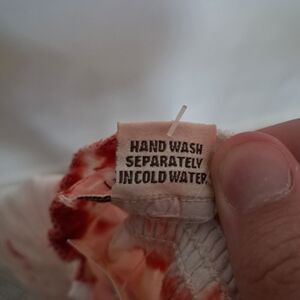 HAND WASH
SEPARATELY
IN COLD WATER